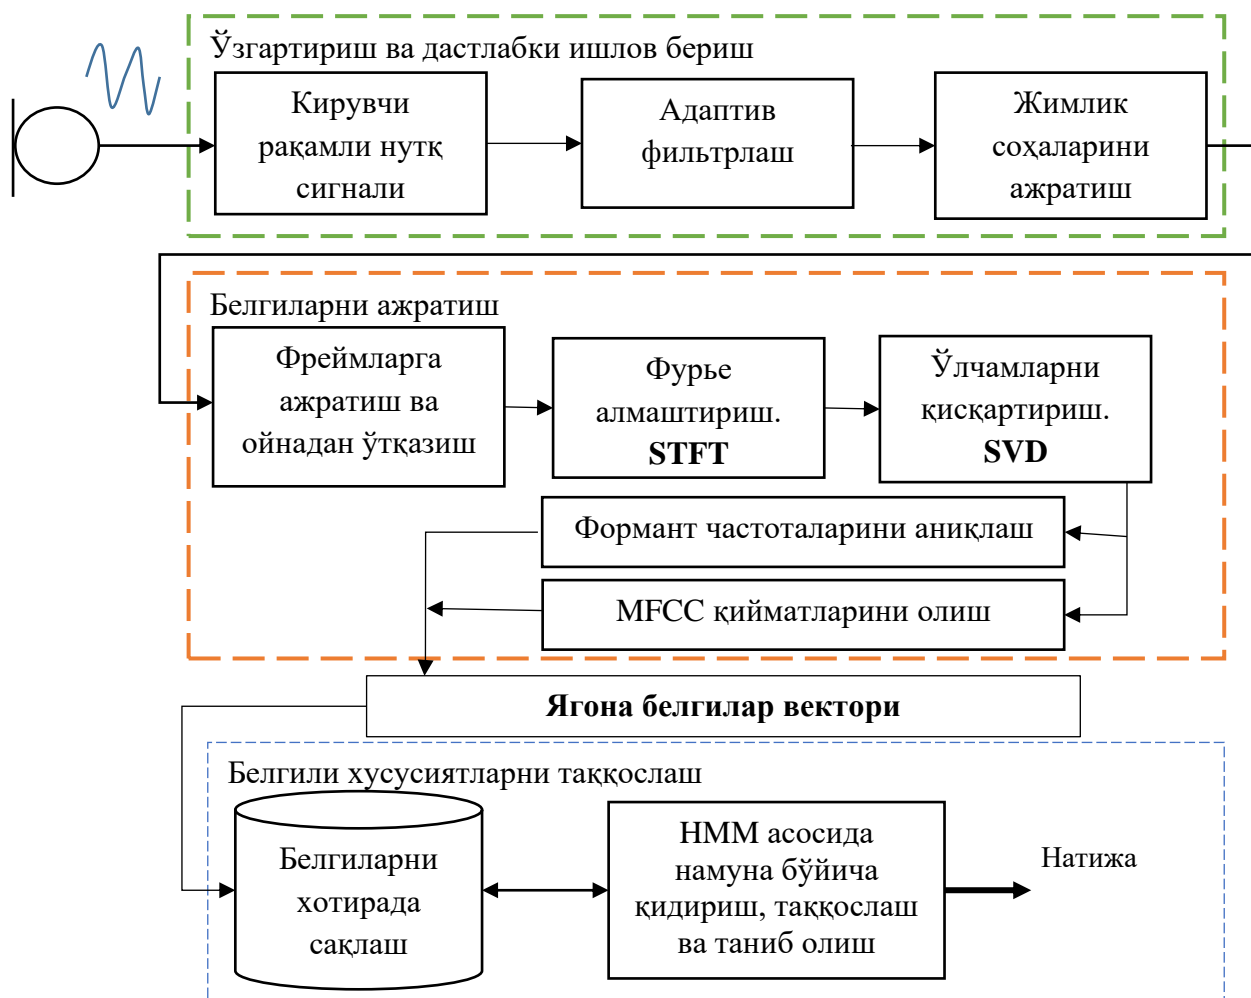 Ўзгартириш ва дастлабки ишлов бериш
Кирувчи
рақамли нутқ
сигнали
Адаптив
фильтрлаш
Жимлик
соҳаларини
ажратиш
Белгиларни ажратиш
Фреймларга
ажратиш ва
ойнадан ўтқазиш
Фурье
алмаштириш.
STFT
Ўлчамларни
қисқартириш.
SVD
Формант частоталарини аниқлаш
MFCC қийматларини олиш
Ягона белгилар вектори
Белгили хусусиятларни таққослаш
Белгиларни
хотирада
сақлаш
HMM асосида
намуна бўйича
қидириш, таққослаш
ва таниб олиш
Натижа